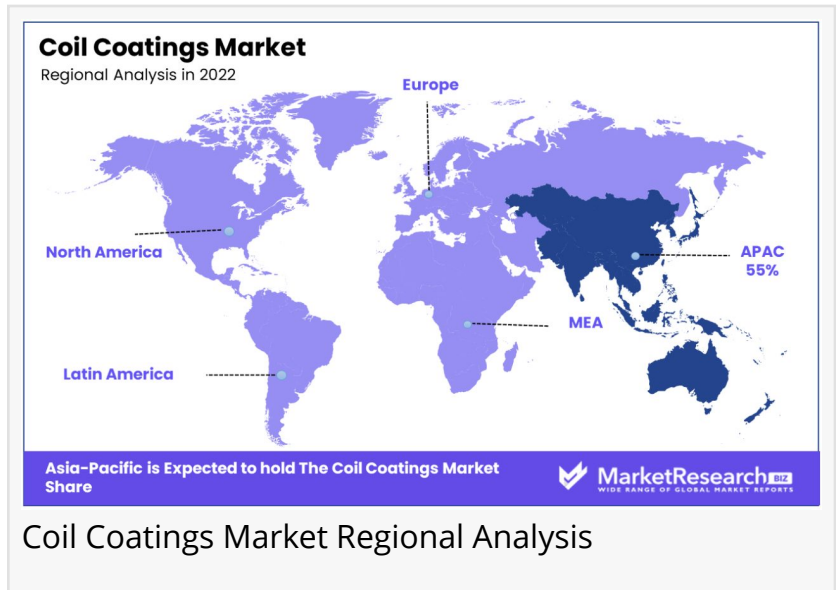 Coil Coatings Market
Regional Analysis in 2022
Europe
North America
APAC
55%
MEA
Latin America
Asia-Pacific is Expected to hold The Coil Coatings Market
Share
MarketResearch BIZ
WIDE RANGE OF GLOBAL MARKET REPORTS
Coil Coatings Market Regional Analysis